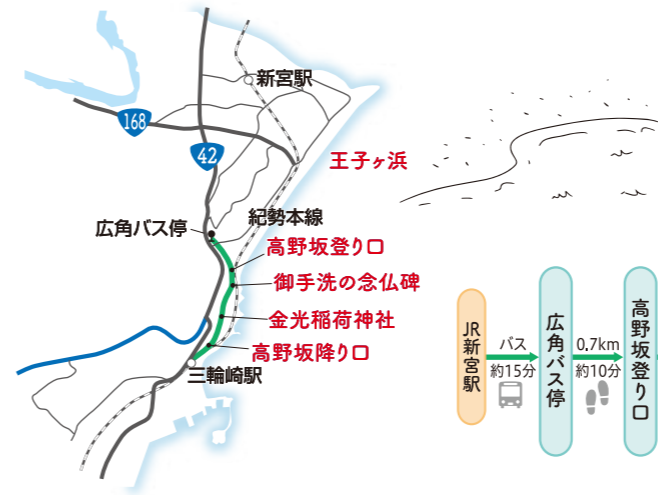 新宮駅
168
42
王子ヶ浜
広角バス停
紀勢本線
高野坂登り口
御手洗の念仏碑
金光稲荷神社
高野坂降り口
三輪崎駅
JR新宮駅
バス
約15分
広角バス停
0.7km
約10分
高野坂登り口